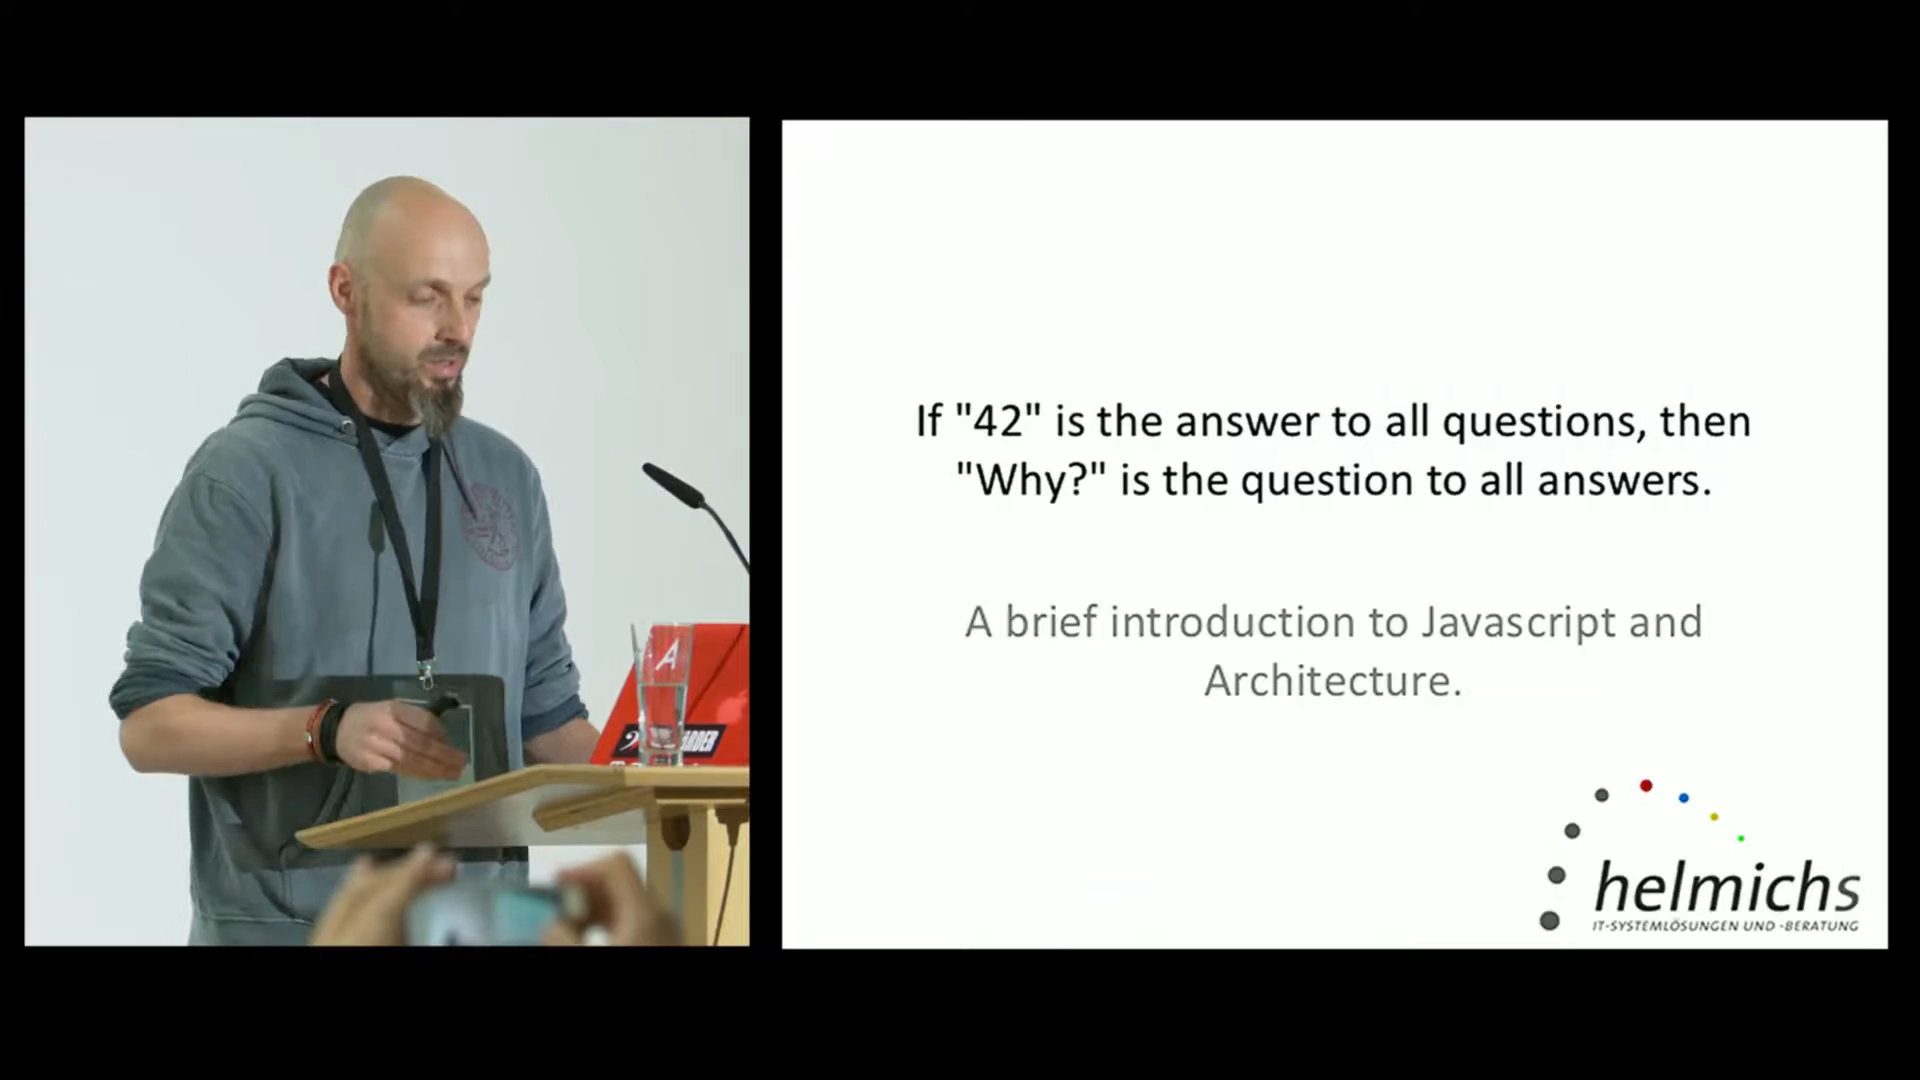 If "42" is the answer to all questions, then
"Why?" is the question to all answers.
A brief introduction to Javascript and
Architecture.
helmichs
IT-SYSTEMLÖSUNGEN UND -BERATUNG